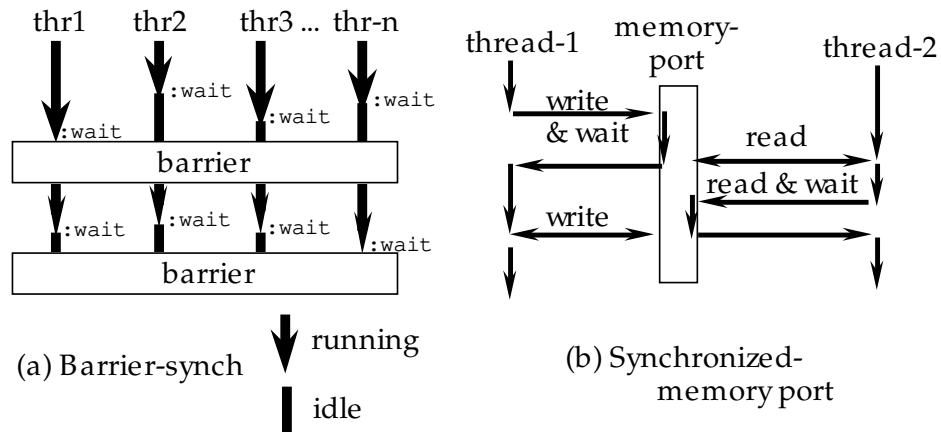 thr1 thr2 thr3 ... thr-n
:wait
:wait
:wait
:wait
barrier
:wait
:wait
:wait
:wait
barrier
running
(a) Barrier-synch
idle
memory-
port
thread-1
thread-2
write
& wait
read
read & wait
write
(b) Synchronized-
memory port